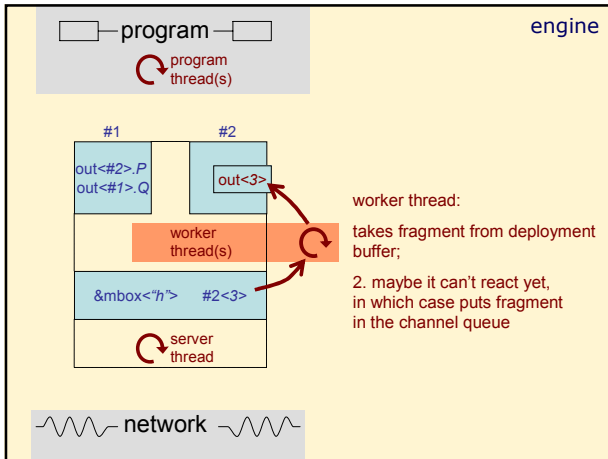 engine
program
program
thread(s)
#1
#2
out<#2>.P
out<#1>.Q
out<3>
worker
thread(s)
worker thread:
takes fragment from deployment
buffer;
2. maybe it can't react yet,
in which case puts fragment
in the channel queue
&mbox<“h”>
#2<3>
server
thread
network